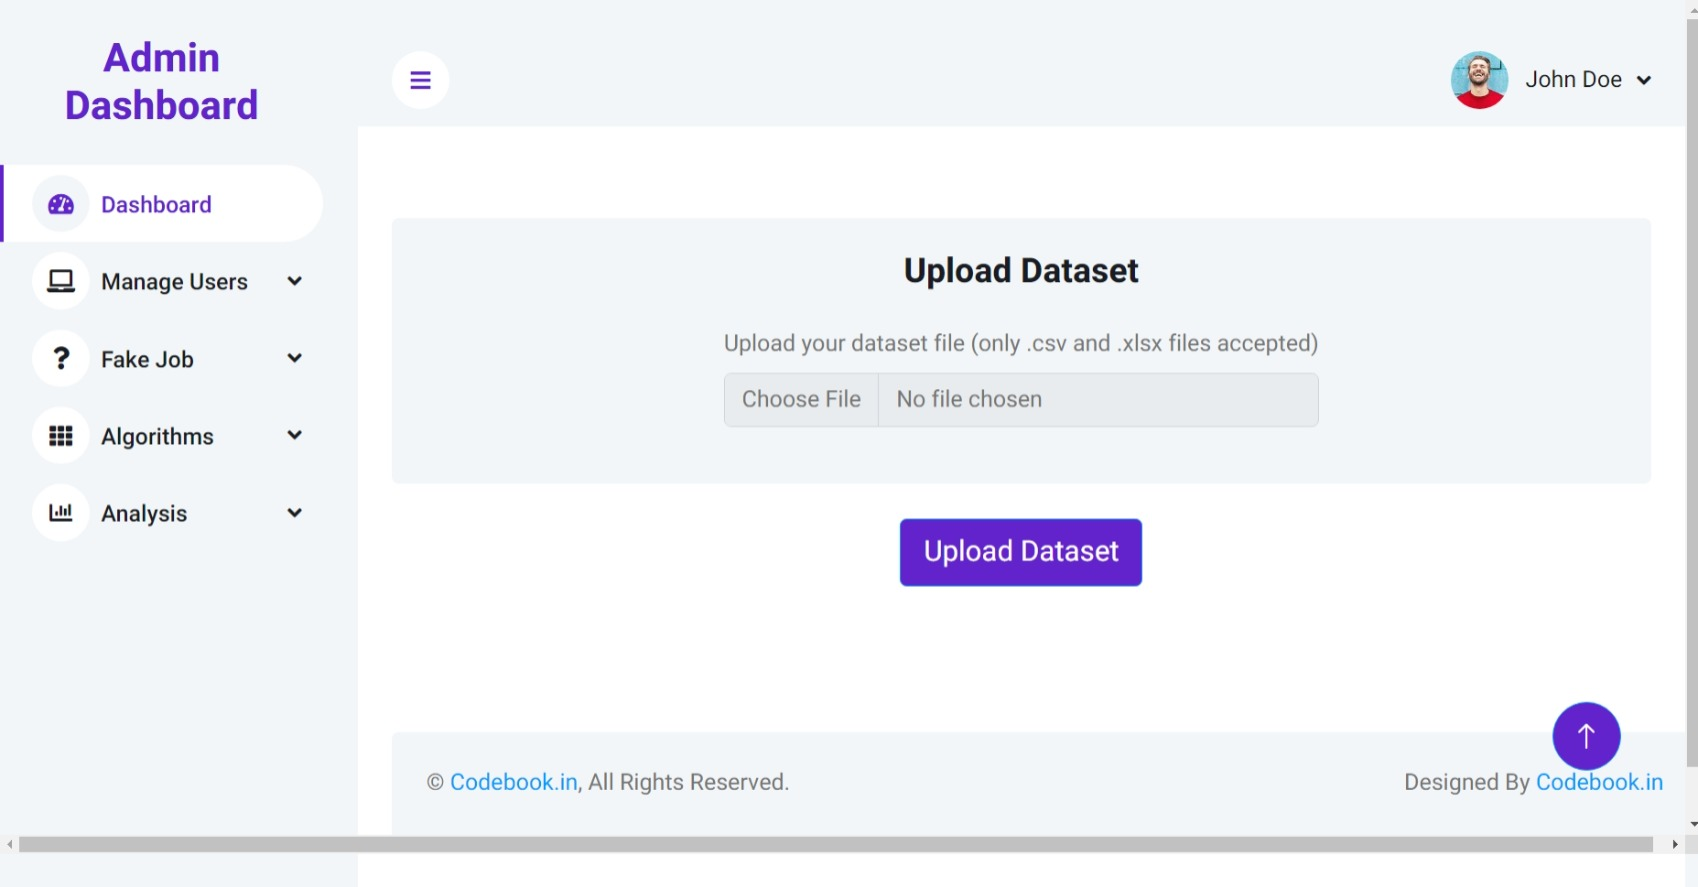 Admin
Dashboard
John Doe
Dashboard
Manage Users
Fake Job
Algorithms
Analysis
Upload Dataset
Upload your dataset file (only .csv and .xlsx files accepted)
Choose File No file chosen
Upload Dataset
© Codebook.in, All Rights Reserved.
Designed By Codebook.in